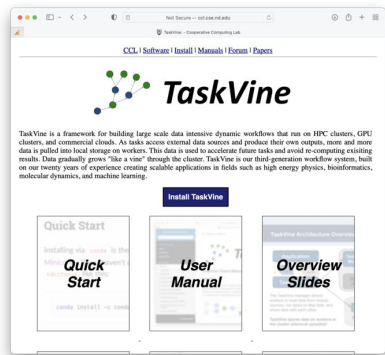 Not Secure — ccl.cse.nd.edu
TaskVine - Cooperative Computing Lab
CCL | Software | Install | Manuals | Forum | Papers
TaskVine
TaskVine is a framework for building large scale data intensive dynamic workflows that run on HPC clusters, GPU
clusters, and commercial clouds. As tasks access external data sources and produce their own outputs, more and more
data is pulled into local storage on workers. This data is used to accelerate future tasks and avoid re-computing exisiting
results. Data gradually grows "like a vine" through the cluster. TaskVine is our third-generation workflow system, built
on our twenty years of experience creating scalable applications in fields such as high energy physics, bioinformatics,
molecular dynamics, and machine learning.
Install TaskVine
Quick Start
Installing via conda is the
Quick
Start
conda install -c conda
User
Manual
TaskVine Architecture Overview
Overview
Slides